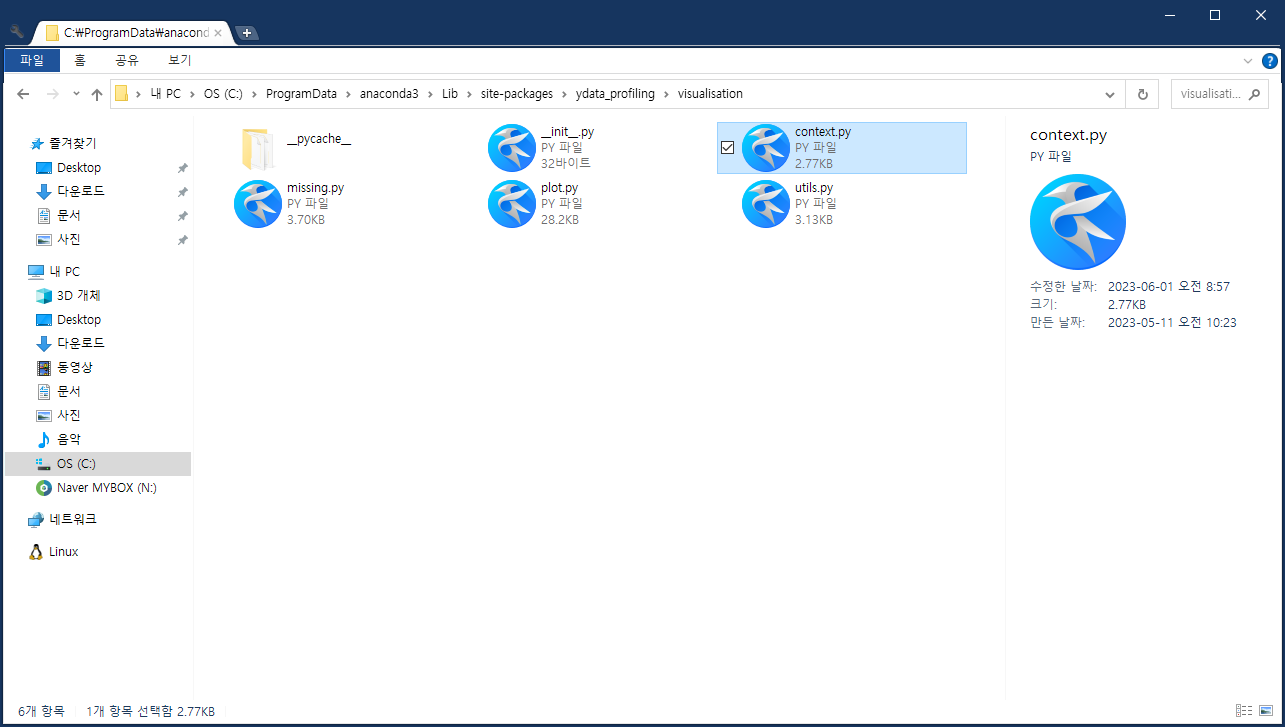 C:₩ProgramData₩anacond
파일 홈 공유 보기
내 PC OS (C:) ProgramData anaconda3 Lib site-packages ydata_profiling visualisation
visualisati...
즐겨찾기
Desktop
다운로드
문서
사진
내 PC
3D 개체
Desktop
다운로드
동영상
문서
사진
음악
OS (C:)
Naver MYBOX (N:)
네트워크
Linux
__pycache__
__init__.py
PY 파일
32바이트
context.py
PY 파일
2.77KB
missing.py
PY 파일
3.70KB
plot.py
PY 파일
28.2KB
utils.py
PY 파일
3.13KB
context.py
PY 파일
수정한 날짜: 2023-06-01 오전 8:57
크기: 2.77KB
만든 날짜: 2023-05-11 오전 10:23
6개 항목 1개 항목 선택함 2.77KB